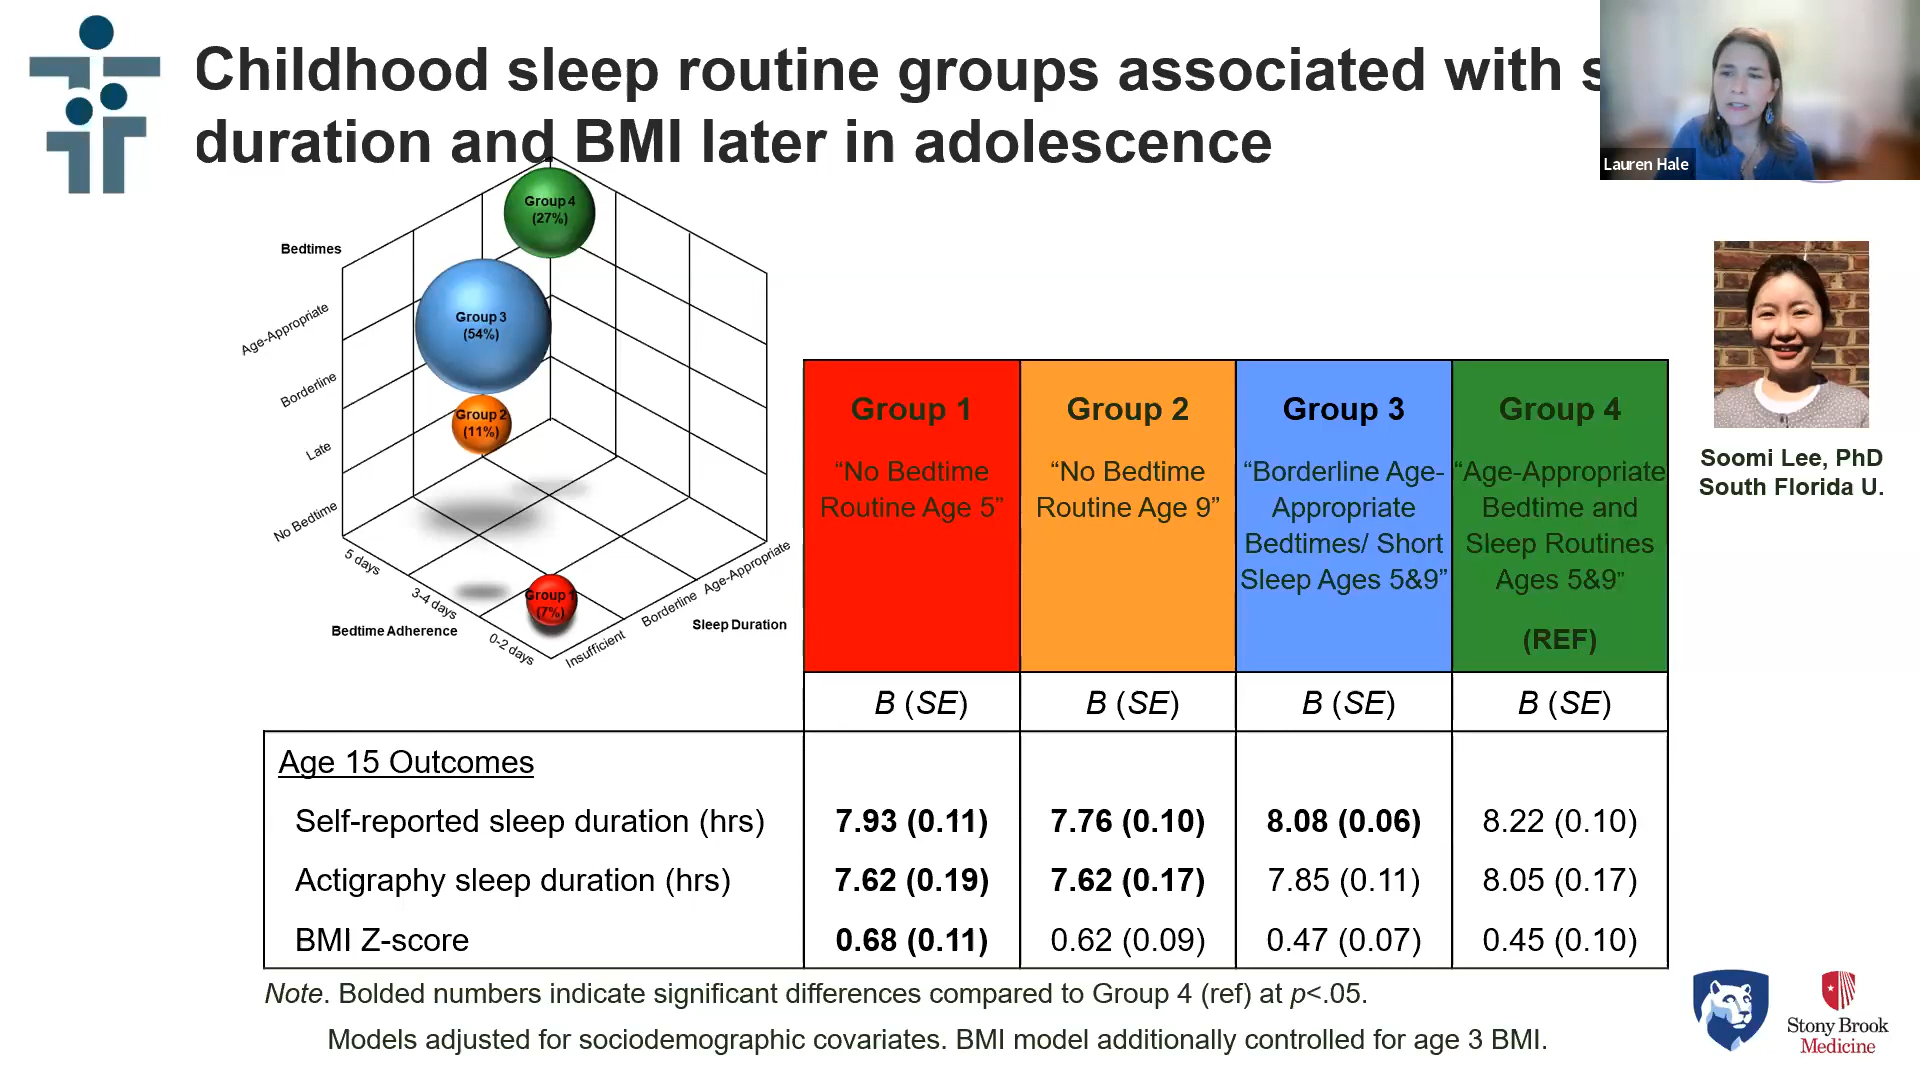 Childhood sleep routine groups associated with s
duration and BMI later in adolescence
Lauren Hale
Group 4
(27%)
Bedtimes
Group 3
(54%)
Age-Appropriate
Borderline
Group 2
(11%)
Late
No Bedtime
5 days
3-4 days
0-2 days
Bedtime Adherence
Group 1
(7%)
Insufficient
Borderline
Age-Appropriate
Sleep Duration
Group 1
“No Bedtime
Routine Age 5”
Group 2
“No Bedtime
Routine Age 9”
Group 3
“Borderline Age-
Appropriate
Bedtimes/ Short
Sleep Ages 5&9”
Group 4
“Age-Appropriate
Bedtime and
Sleep Routines
Ages 5&9”
(REF)
Soomi Lee, PhD
South Florida U.
B (SE) B (SE) B (SE) B (SE)
Age 15 Outcomes
Self-reported sleep duration (hrs) 7.93 (0.11) 7.76 (0.10) 8.08 (0.06) 8.22 (0.10)
Actigraphy sleep duration (hrs) 7.62 (0.19) 7.62 (0.17) 7.85 (0.11) 8.05 (0.17)
BMI Z-score 0.68 (0.11) 0.62 (0.09) 0.47 (0.07) 0.45 (0.10)
Note. Bolded numbers indicate significant differences compared to Group 4 (ref) at p<.05.
Models adjusted for sociodemographic covariates. BMI model additionally controlled for age 3 BMI.
Stony Brook
Medicine